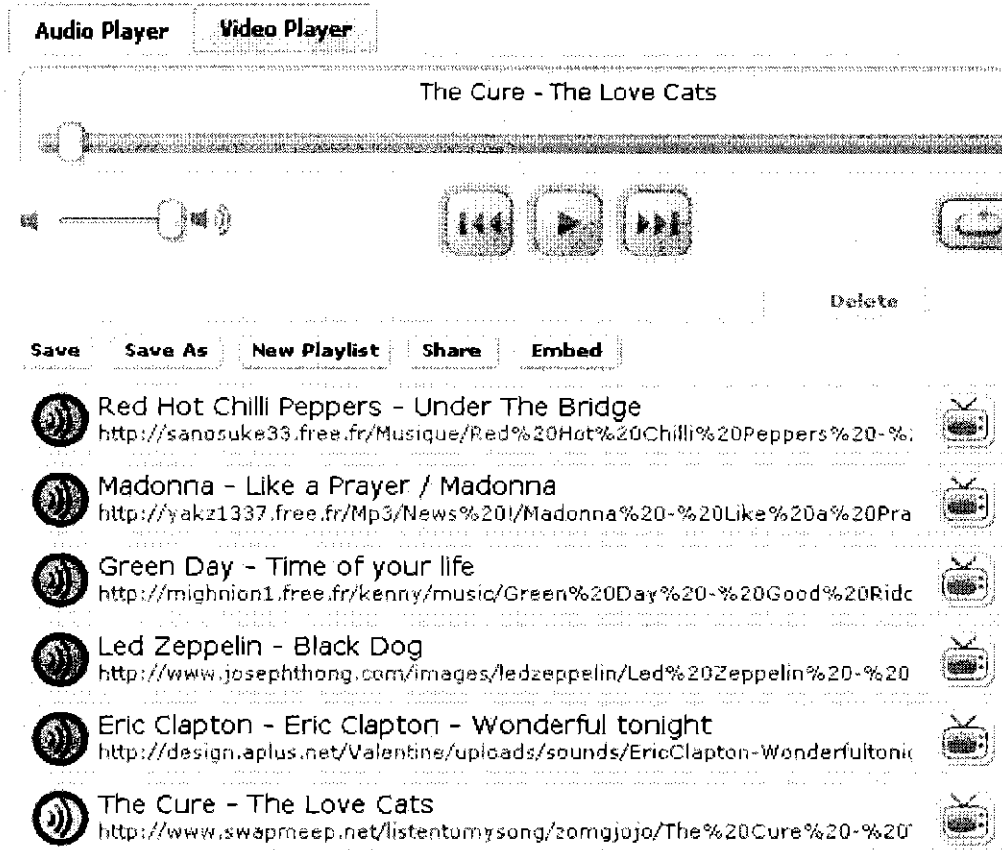 Audio Player Video Player
The Cure - The Love Cats
Delete
Save Save As New Playlist Share Embed
Red Hot Chilli Peppers - Under The Bridge
http://sanosuke33.free.fr/Musique/Red%20Hot%20Chilli%20Peppers%20-%
Madonna - Like a Prayer / Madonna
http://yakz1337.free.fr/Mp3/News%20!/Madonna%20-%20Like%20a%20Pra
Green Day - Time of your life
http://mighnion1.free.fr/kenny/music/Green%20Day%20-%20Good%20Ridc
Led Zeppelin - Black Dog
http://www.josephthong.com/images/ledzeppelin/Led%20Zeppelin%20-%20
Eric Clapton - Eric Clapton - Wonderful tonight
http://design.aplus.net/Valentine/uploads/sounds/EricClapton-Wonderfultonic
The Cure - The Love Cats
http://www.swapmeep.net/listentomysong/zomgjojo/The%20Cure%20-%20